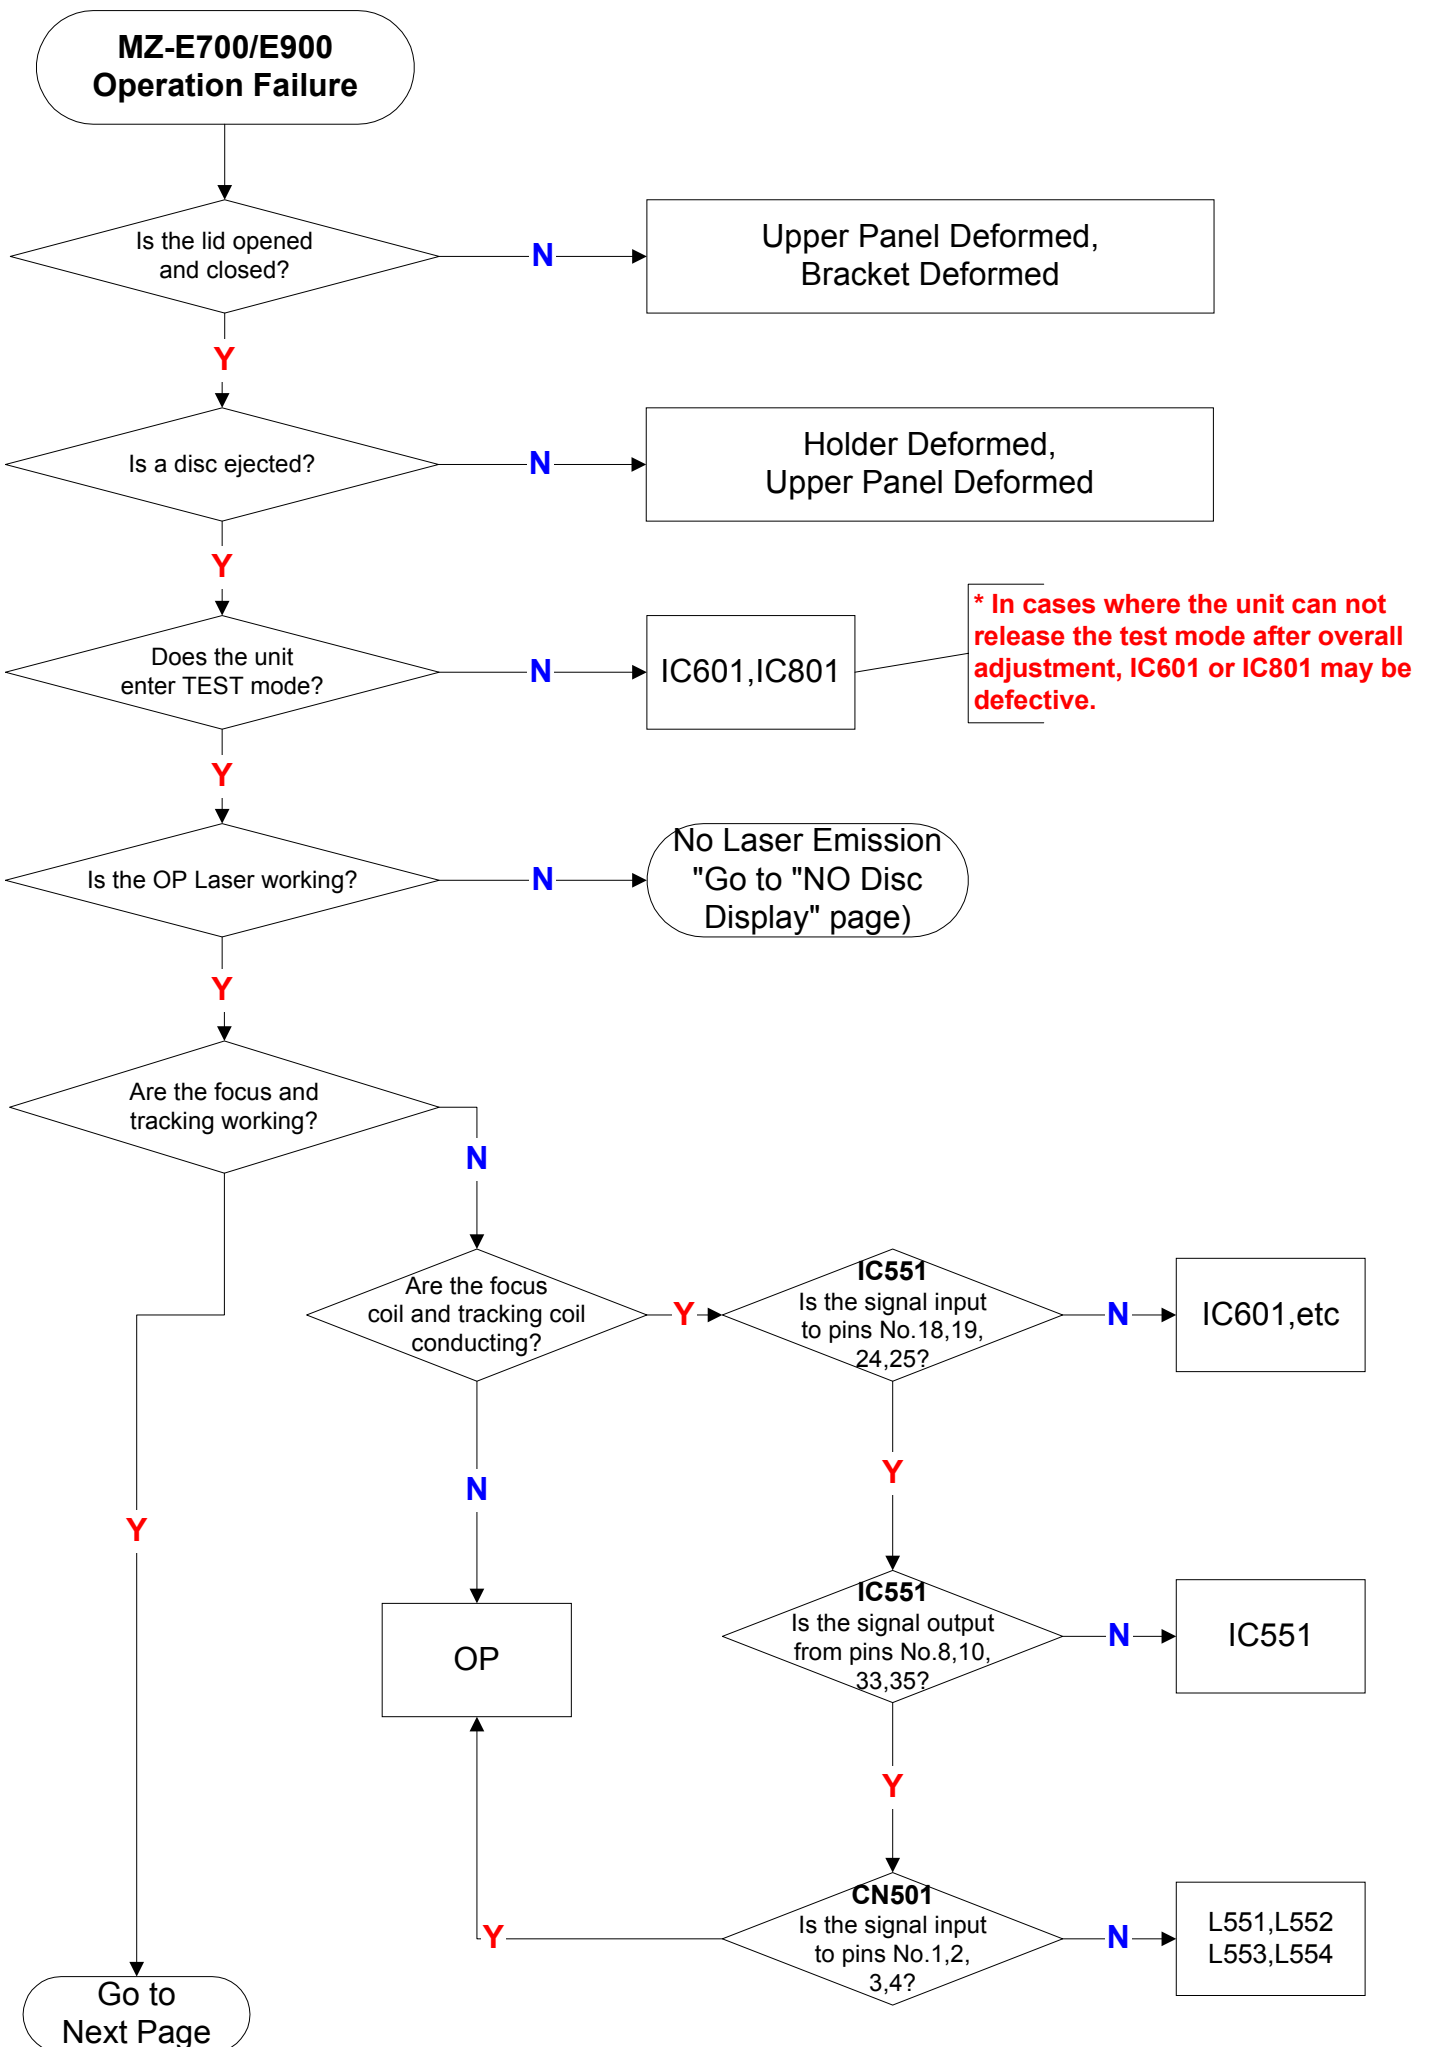 MZ-E700/E900
Operation Failure
Is the lid opened
and closed?
N
Upper Panel Deformed,
Bracket Deformed
Y
Is a disc ejected?
N
Holder Deformed,
Upper Panel Deformed
Y
Does the unit
enter TEST mode?
N
IC601,IC801
* In cases where the unit can not
release the test mode after overall
adjustment, IC601 or IC801 may be
defective.
Y
Is the OP Laser working?
N
No Laser Emission
"Go to "NO Disc
Display" page)
Y
Are the focus and
tracking working?
N
Are the focus
coil and tracking coil
conducting?
Y
IC551
Is the signal input
to pins No.18,19,
24,25?
N
IC601,etc
Y
N
Y
IC551
Is the signal output
from pins No.8,10,
33,35?
N
IC551
OP
Y
CN501
Is the signal input
to pins No.1,2,
3,4?
Y
N
L551,L552
L553,L554
Go to
Next Page